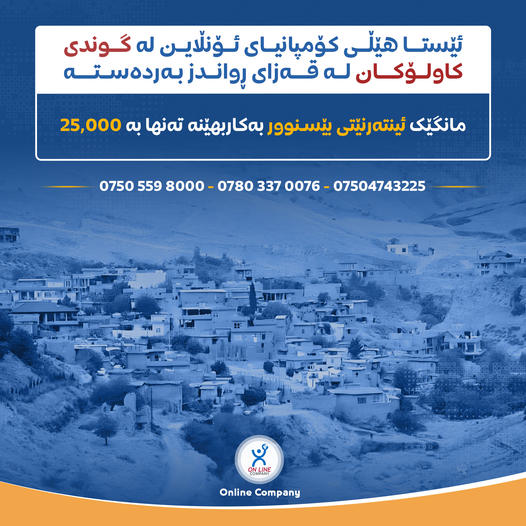 ئێستا هێڵی کۆمپانیای ئۆنڵاین لە گوندی
کاولۆکان لە قەزای ڕواندز بەردەستە
مانگێک ئینتەرنێتی بێسنوور بەکاربهێنە تەنها بە 25,000
0750 559 8000 - 0780 337 0076 - 07504743225
ON LINE
COMPANY
Online Company